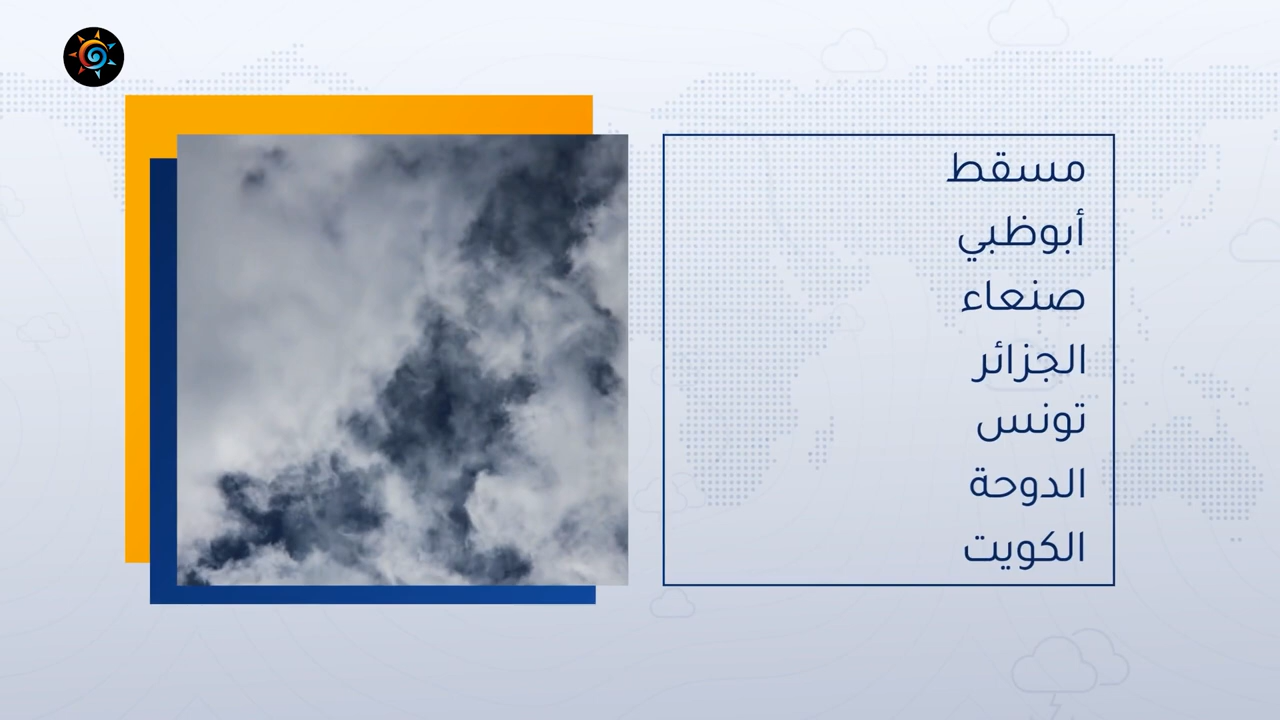 مسقط
أبوظبي
صنعاء
الجزائر
تونس
الدوحة
الكويت